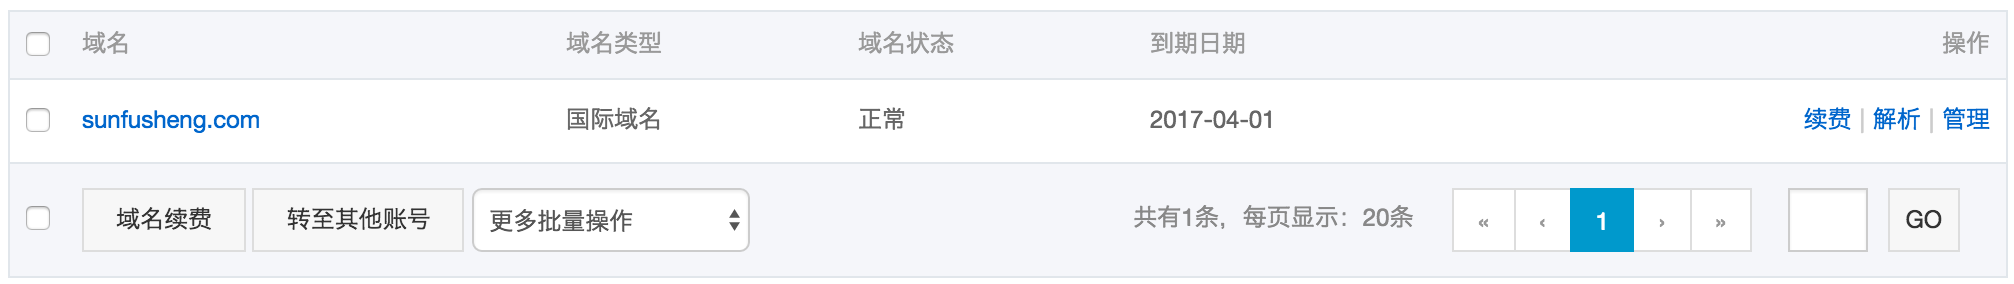 域名 域名类型 域名状态 到期日期 操作
sunfusheng.com 国际域名 正常 2017-04-01 续费 | 解析 | 管理
域名续费 转至其他账号 更多批量操作 共有1条，每页显示：20条 « ‹ 1 › » GO